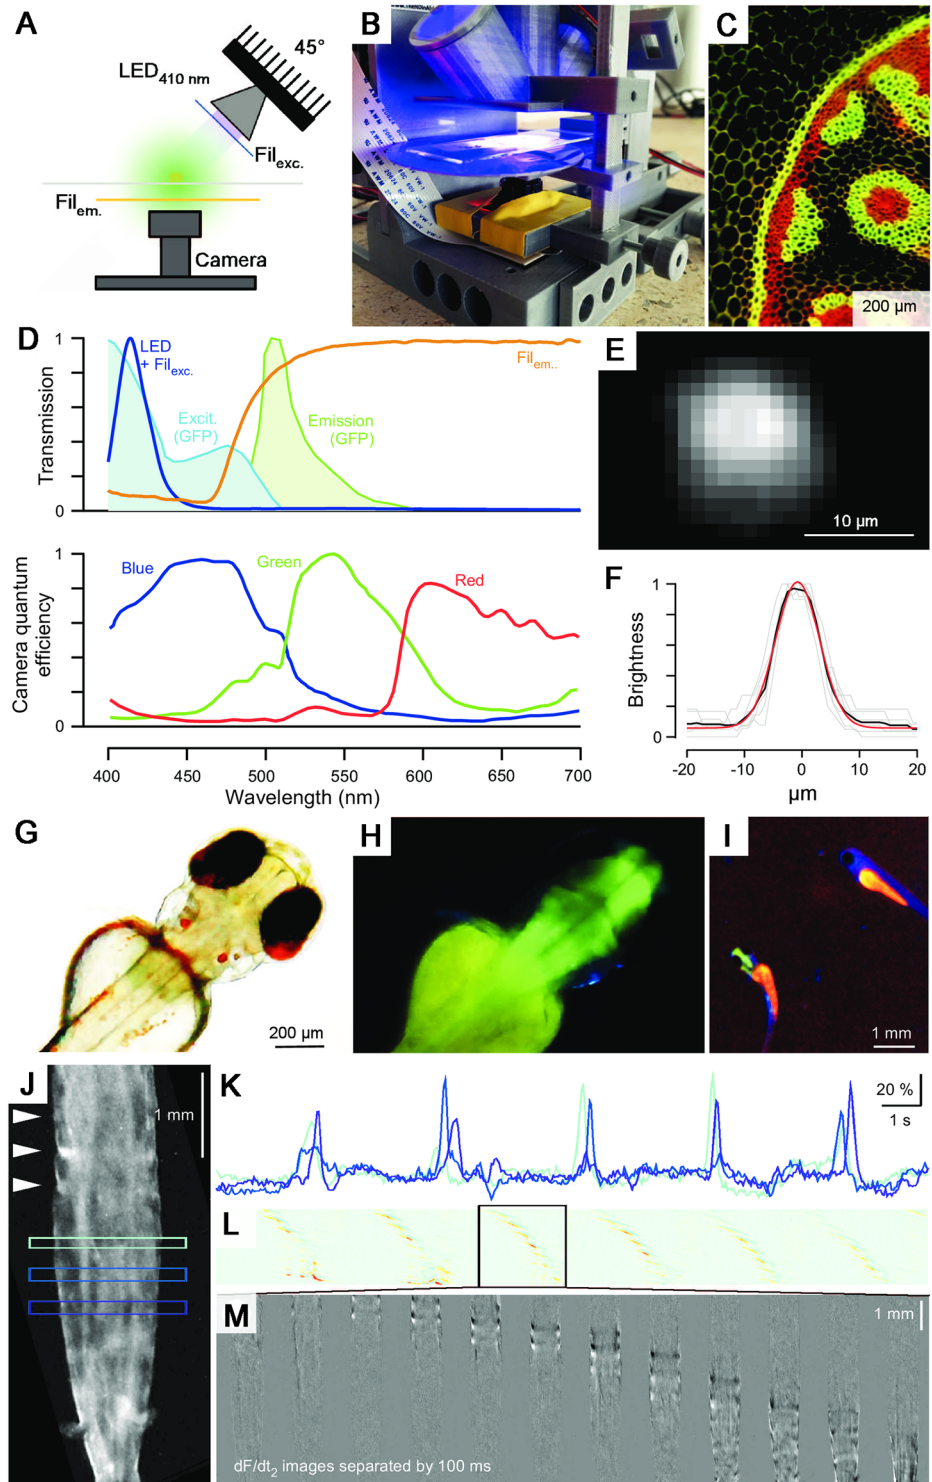 A
LED410 nm
45°
Filexc.
Filem.
Camera
B
C
200 µm
D
1
Transmission
0
LED
+ Filexc.
Excit.
(GFP)
Emission
(GFP)
Filem..
E
10 µm
1
Camera quantum
efficiency
0
Blue
Green
Red
400
450
500
550
600
650
700
Wavelength (nm)
F
1
Brightness
0
-20
-10
0
10
20
µm
G
200 µm
H
I
1 mm
J
1 mm
K
20 %
1 s
L
M
1 mm
dF/dt2 images separated by 100 ms